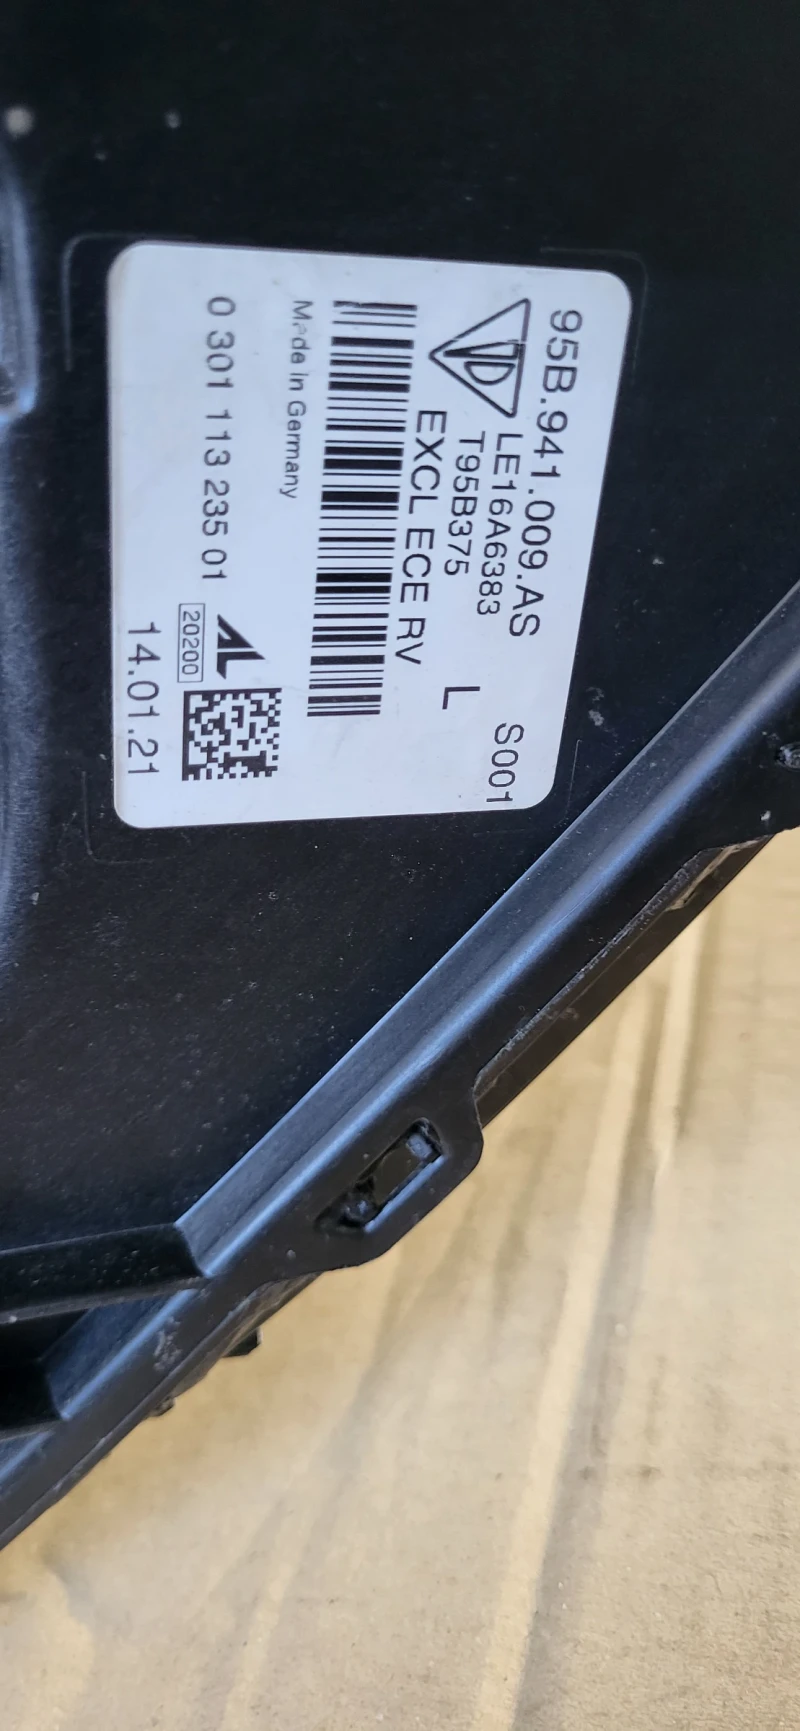 95B.941.009.AS
LE16A6383
S001
T95B375
EXCL ECE RV
L
Made in Germany
0 301 113 235 01
AL
20200
14.01.21